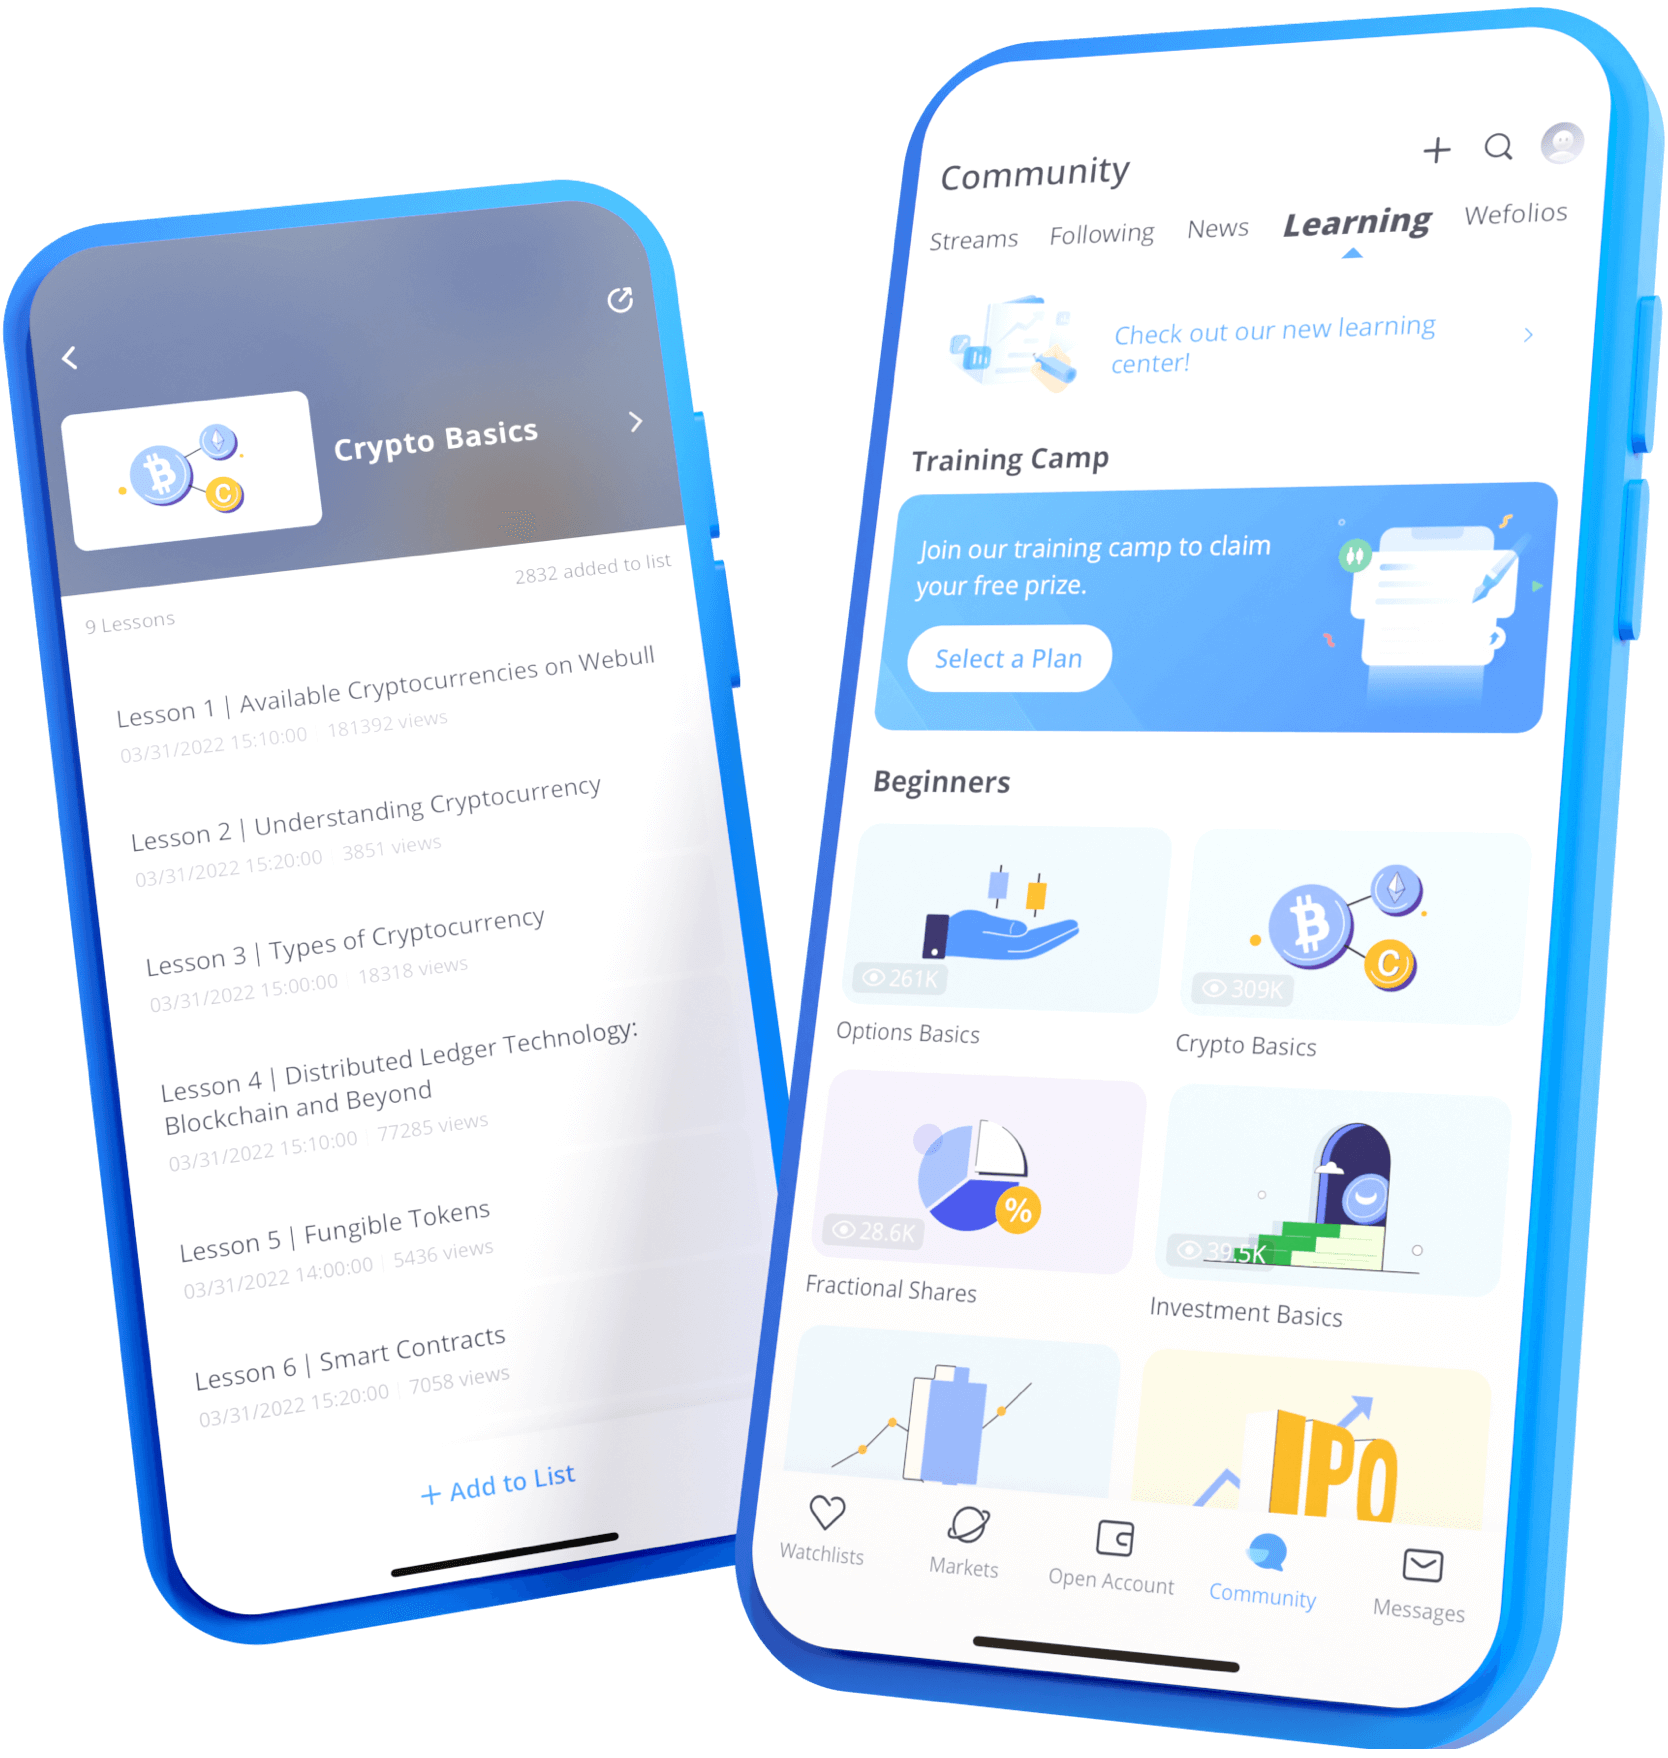 Crypto Basics
2832 added to list
9 Lessons
Lesson 1 | Available Cryptocurrencies on Webull
03/31/2022 15:10:00 181392 views
Lesson 2 | Understanding Cryptocurrency
03/31/2022 15:20:00 3851 views
Lesson 3 | Types of Cryptocurrency
03/31/2022 15:00:00 18318 views
Lesson 4 | Distributed Ledger Technology:
Blockchain and Beyond
03/31/2022 15:10:00 77285 views
Lesson 5 | Fungible Tokens
03/31/2022 14:00:00 5436 views
Lesson 6 | Smart Contracts
03/31/2022 15:20:00 7058 views
+ Add to List
Community
Streams Following News Learning Wefolios
Check out our new learning
center!
Training Camp
Join our training camp to claim
your free prize.
Select a Plan
Beginners
261K
309K
C
Options Basics
Crypto Basics
%
28.6K
39.5K
Fractional Shares
Investment Basics
IPO
Watchlists
Markets
Open Account
Community
Messages